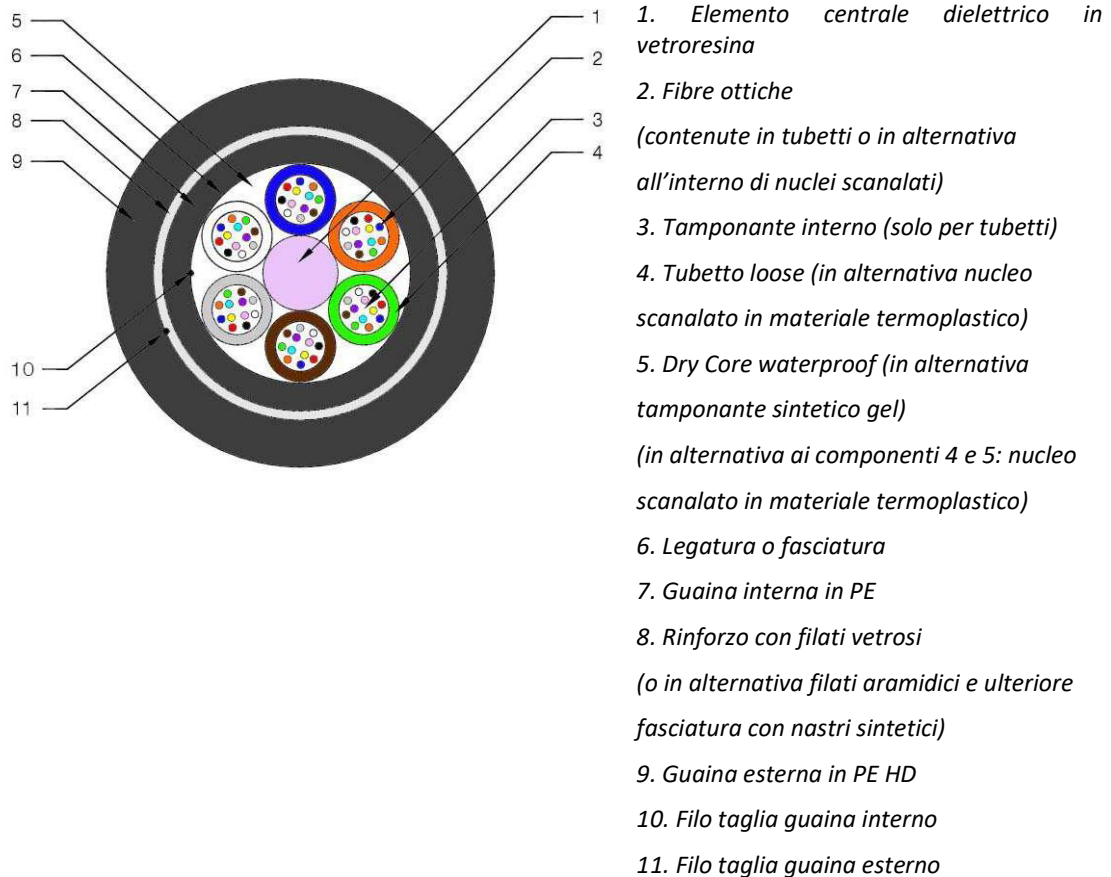 5
6
7
8
9
10
11
1
2
3
4
1. Elemento centrale dielettrico in
vetroresina
2. Fibre ottiche
(contenute in tubetti o in alternativa
all’interno di nuclei scanalati)
3. Tamponante interno (solo per tubetti)
4. Tubetto loose (in alternativa nucleo
scanalato in materiale termoplastico)
5. Dry Core waterproof (in alternativa
tamponante sintetico gel)
(in alternativa ai componenti 4 e 5: nucleo
scanalato in materiale termoplastico)
6. Legatura o fasciatura
7. Guaina interna in PE
8. Rinforzo con filati vetrosi
(o in alternativa filati aramidici e ulteriore
fasciatura con nastri sintetici)
9. Guaina esterna in PE HD
10. Filo taglia guaina interno
11. Filo taglia guaina esterno